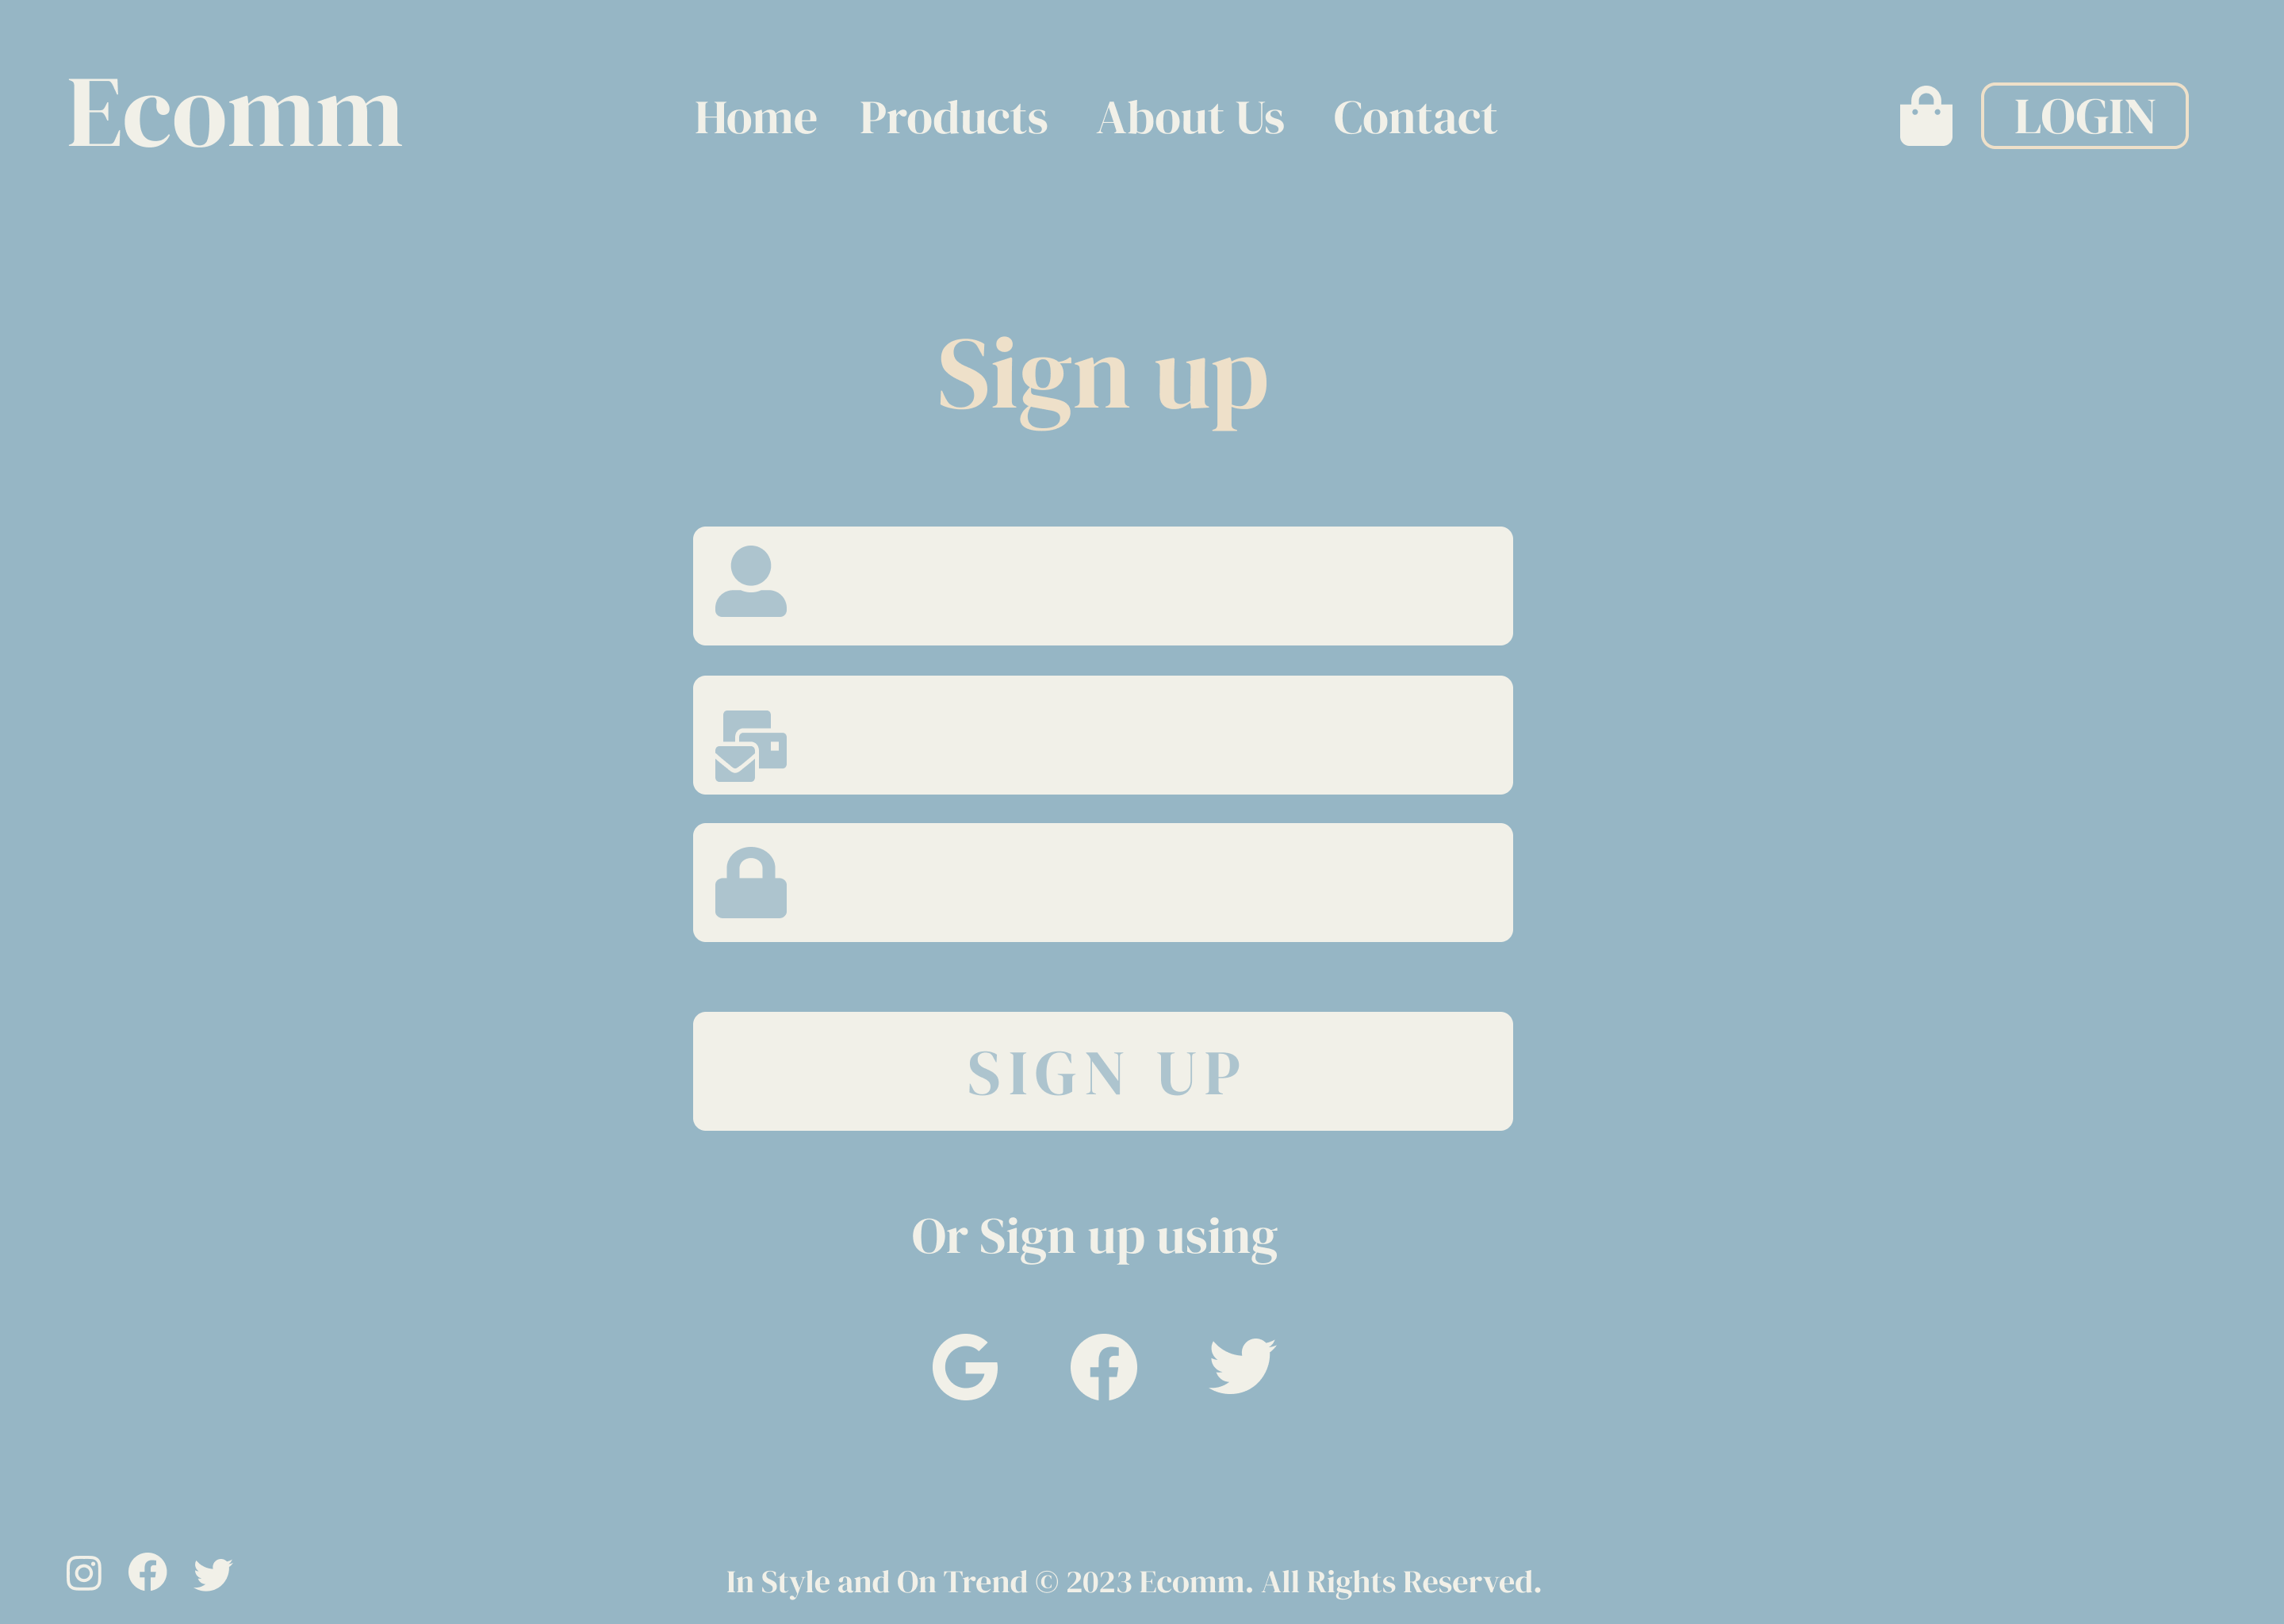 Ecomm
Home Products About Us Contact
LOGIN
Sign up
SIGN UP
Or Sign up using
In Style and On Trend © 2023 Ecomm. All Rights Reserved.